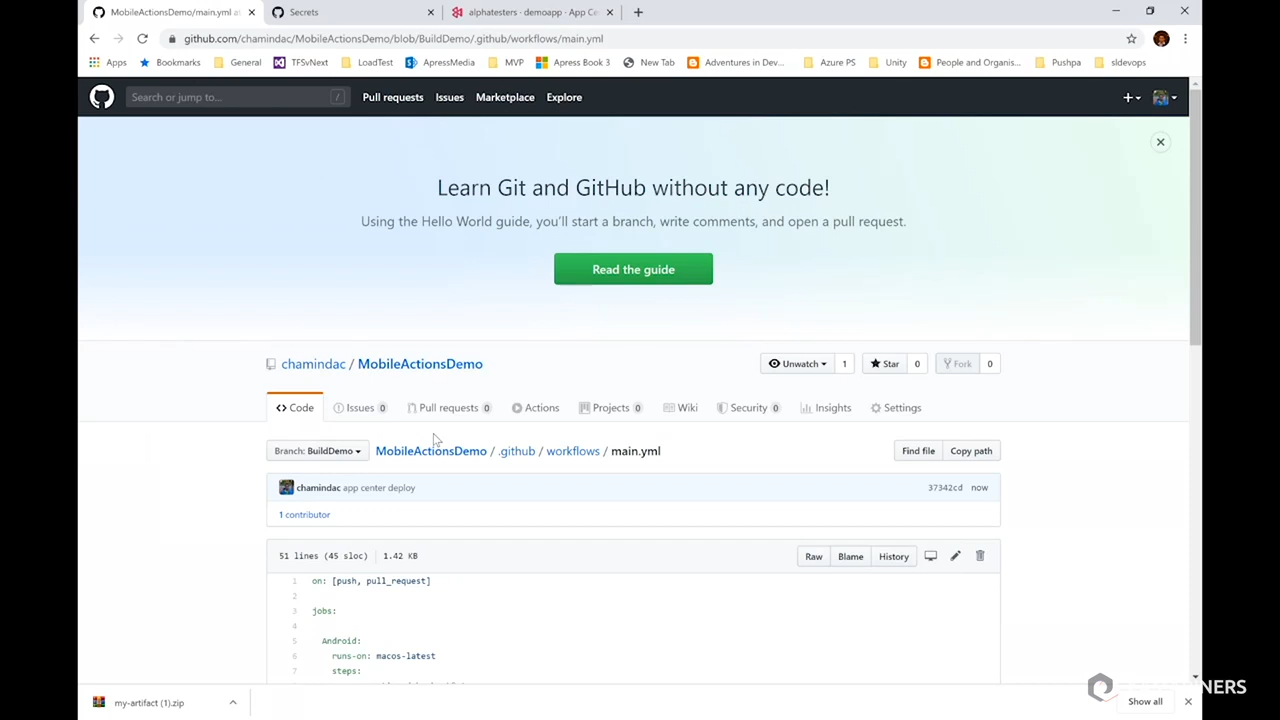 MobileActionsDemo/main.yml a
Secrets
alphatesters - demoapp - App Ce
github.com/chamindac/MobileActionsDemo/blob/BuildDemo/.github/workflows/main.yml
Apps Bookmarks General TFSvNext LoadTest ApressMedia MVP Apress Book 3 New Tab Adventures in Dev... Azure PS Unity People and Organis... Pushpa sldevops
Search or jump to... / Pull requests Issues Marketplace Explore
Learn Git and GitHub without any code!
Using the Hello World guide, you'll start a branch, write comments, and open a pull request.
Read the guide
chamindac / MobileActionsDemo Unwatch 1 Star 0 Fork 0
<> Code Issues 0 Pull requests 0 Actions Projects 0 Wiki Security 0 Insights Settings
Branch: BuildDemo MobileActionsDemo / .github / workflows / main.yml Find file Copy path
chamindac app center deploy 37342cd now
1 contributor
51 lines (45 sloc) 1.42 KB Raw Blame History
1 on: [push, pull_request]
2
3 jobs:
4
5 Android:
6 runs-on: macos-latest
7 steps:
my-artifact (1).zip
NERS
Show all